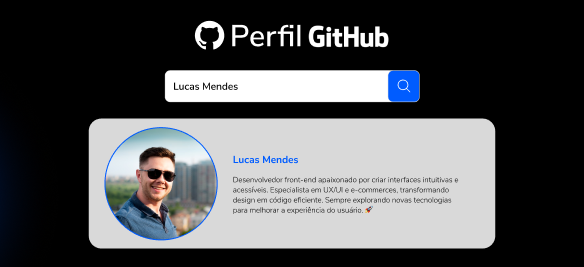 Perfil GitHub
Lucas Mendes
Lucas Mendes
Desenvolvedor front-end apaixonado por criar interfaces intuitivas e
acessíveis. Especialista em UX/UI e e-commerces, transformando
design em código eficiente. Sempre explorando novas tecnologias
para melhorar a experiência do usuário. 🚀